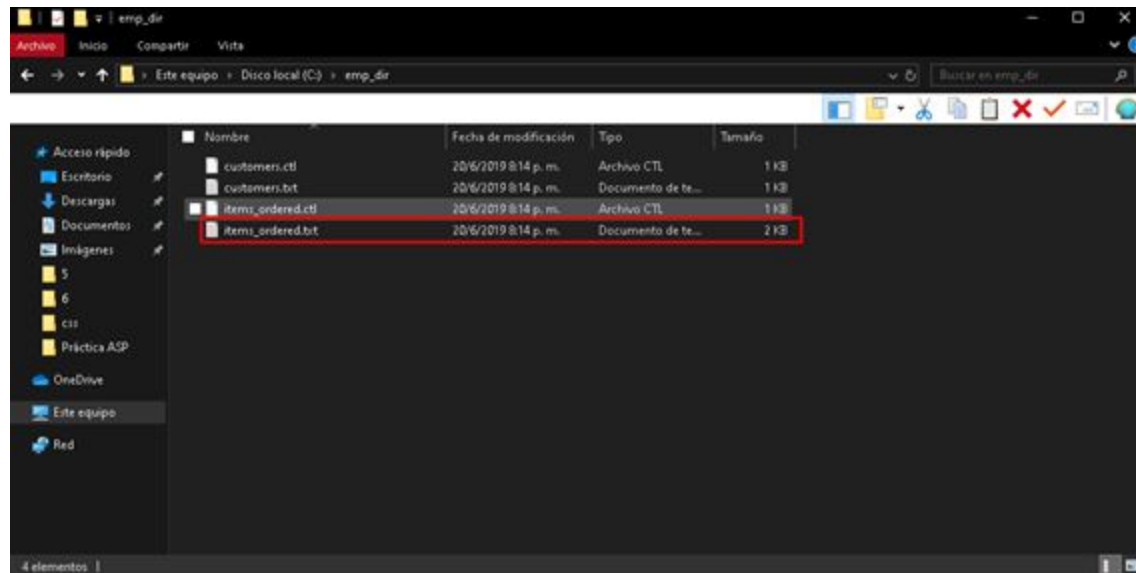 emp_dir
Archivo Inicio Compartir Vista
Este equipo Disco local (C:) emp_dir Buscar en emp_dir
Nombre Fecha de modificación Tipo Tamaño
Acceso rápido
customers.ctl 20/6/2019 8:14 p. m. Archivo CTL 1 KB
Escritorio
customers.txt 20/6/2019 8:14 p. m. Documento de te... 1 KB
Descargas
items_ordered.ctl 20/6/2019 8:14 p. m. Archivo CTL 1 KB
Documentos
items_ordered.txt 20/6/2019 8:14 p. m. Documento de te... 2 KB
Imágenes
5
6
css
Práctica ASP
OneDrive
Este equipo
Red
4 elementos